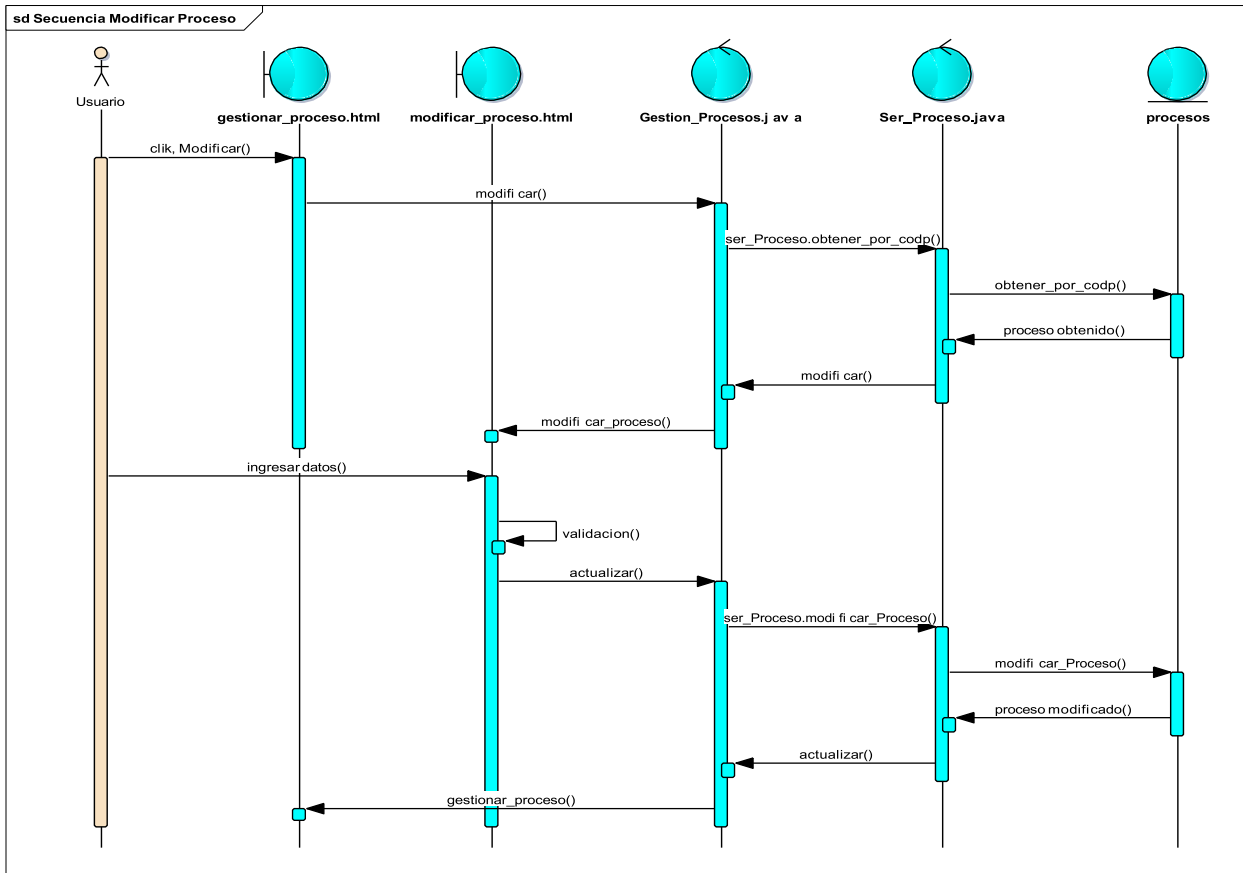 sd Secuencia Modificar Proceso
Usuario
gestionar_proceso.html
modificar_proceso.html
Gestion_Procesos.j av a
Ser_Proceso.java
procesos
clik, Modificar()
modifi car()
ser_Proceso.obtener_por_codp()
obtener_por_codp()
proceso obtenido()
modifi car()
modifi car_proceso()
ingresar datos()
validacion()
actualizar()
ser_Proceso.modi fi car_Proceso()
modifi car_Proceso()
proceso modificado()
actualizar()
gestionar_proceso()